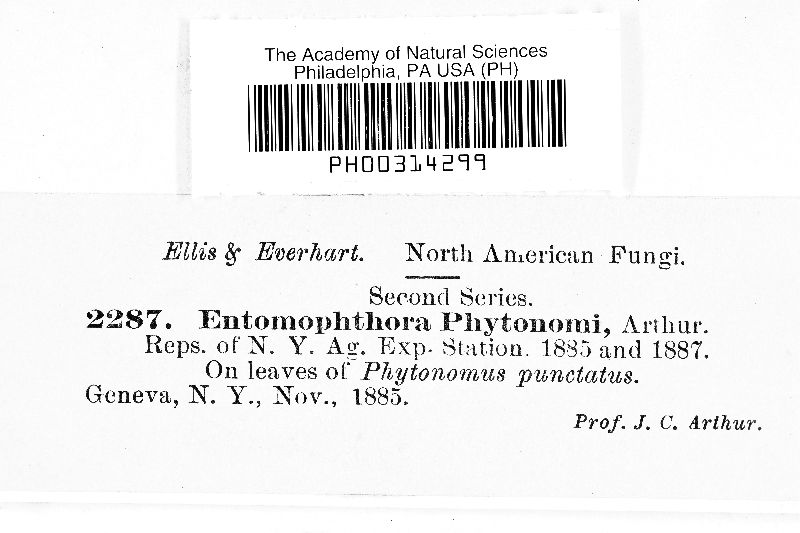 The Academy of Natural Sciences
Philadelphia, PA USA (PH)
PH00314299
Ellis & Everhart. North American Fungi.
Second Series.
2287. Entomophthora Phytonomi, Arthur.
Reps. of N. Y. Ag. Exp. Station. 1885 and 1887.
On leaves of Phytonomus punctatus.
Geneva, N. Y., Nov., 1885.
Prof. J. C. Arthur.